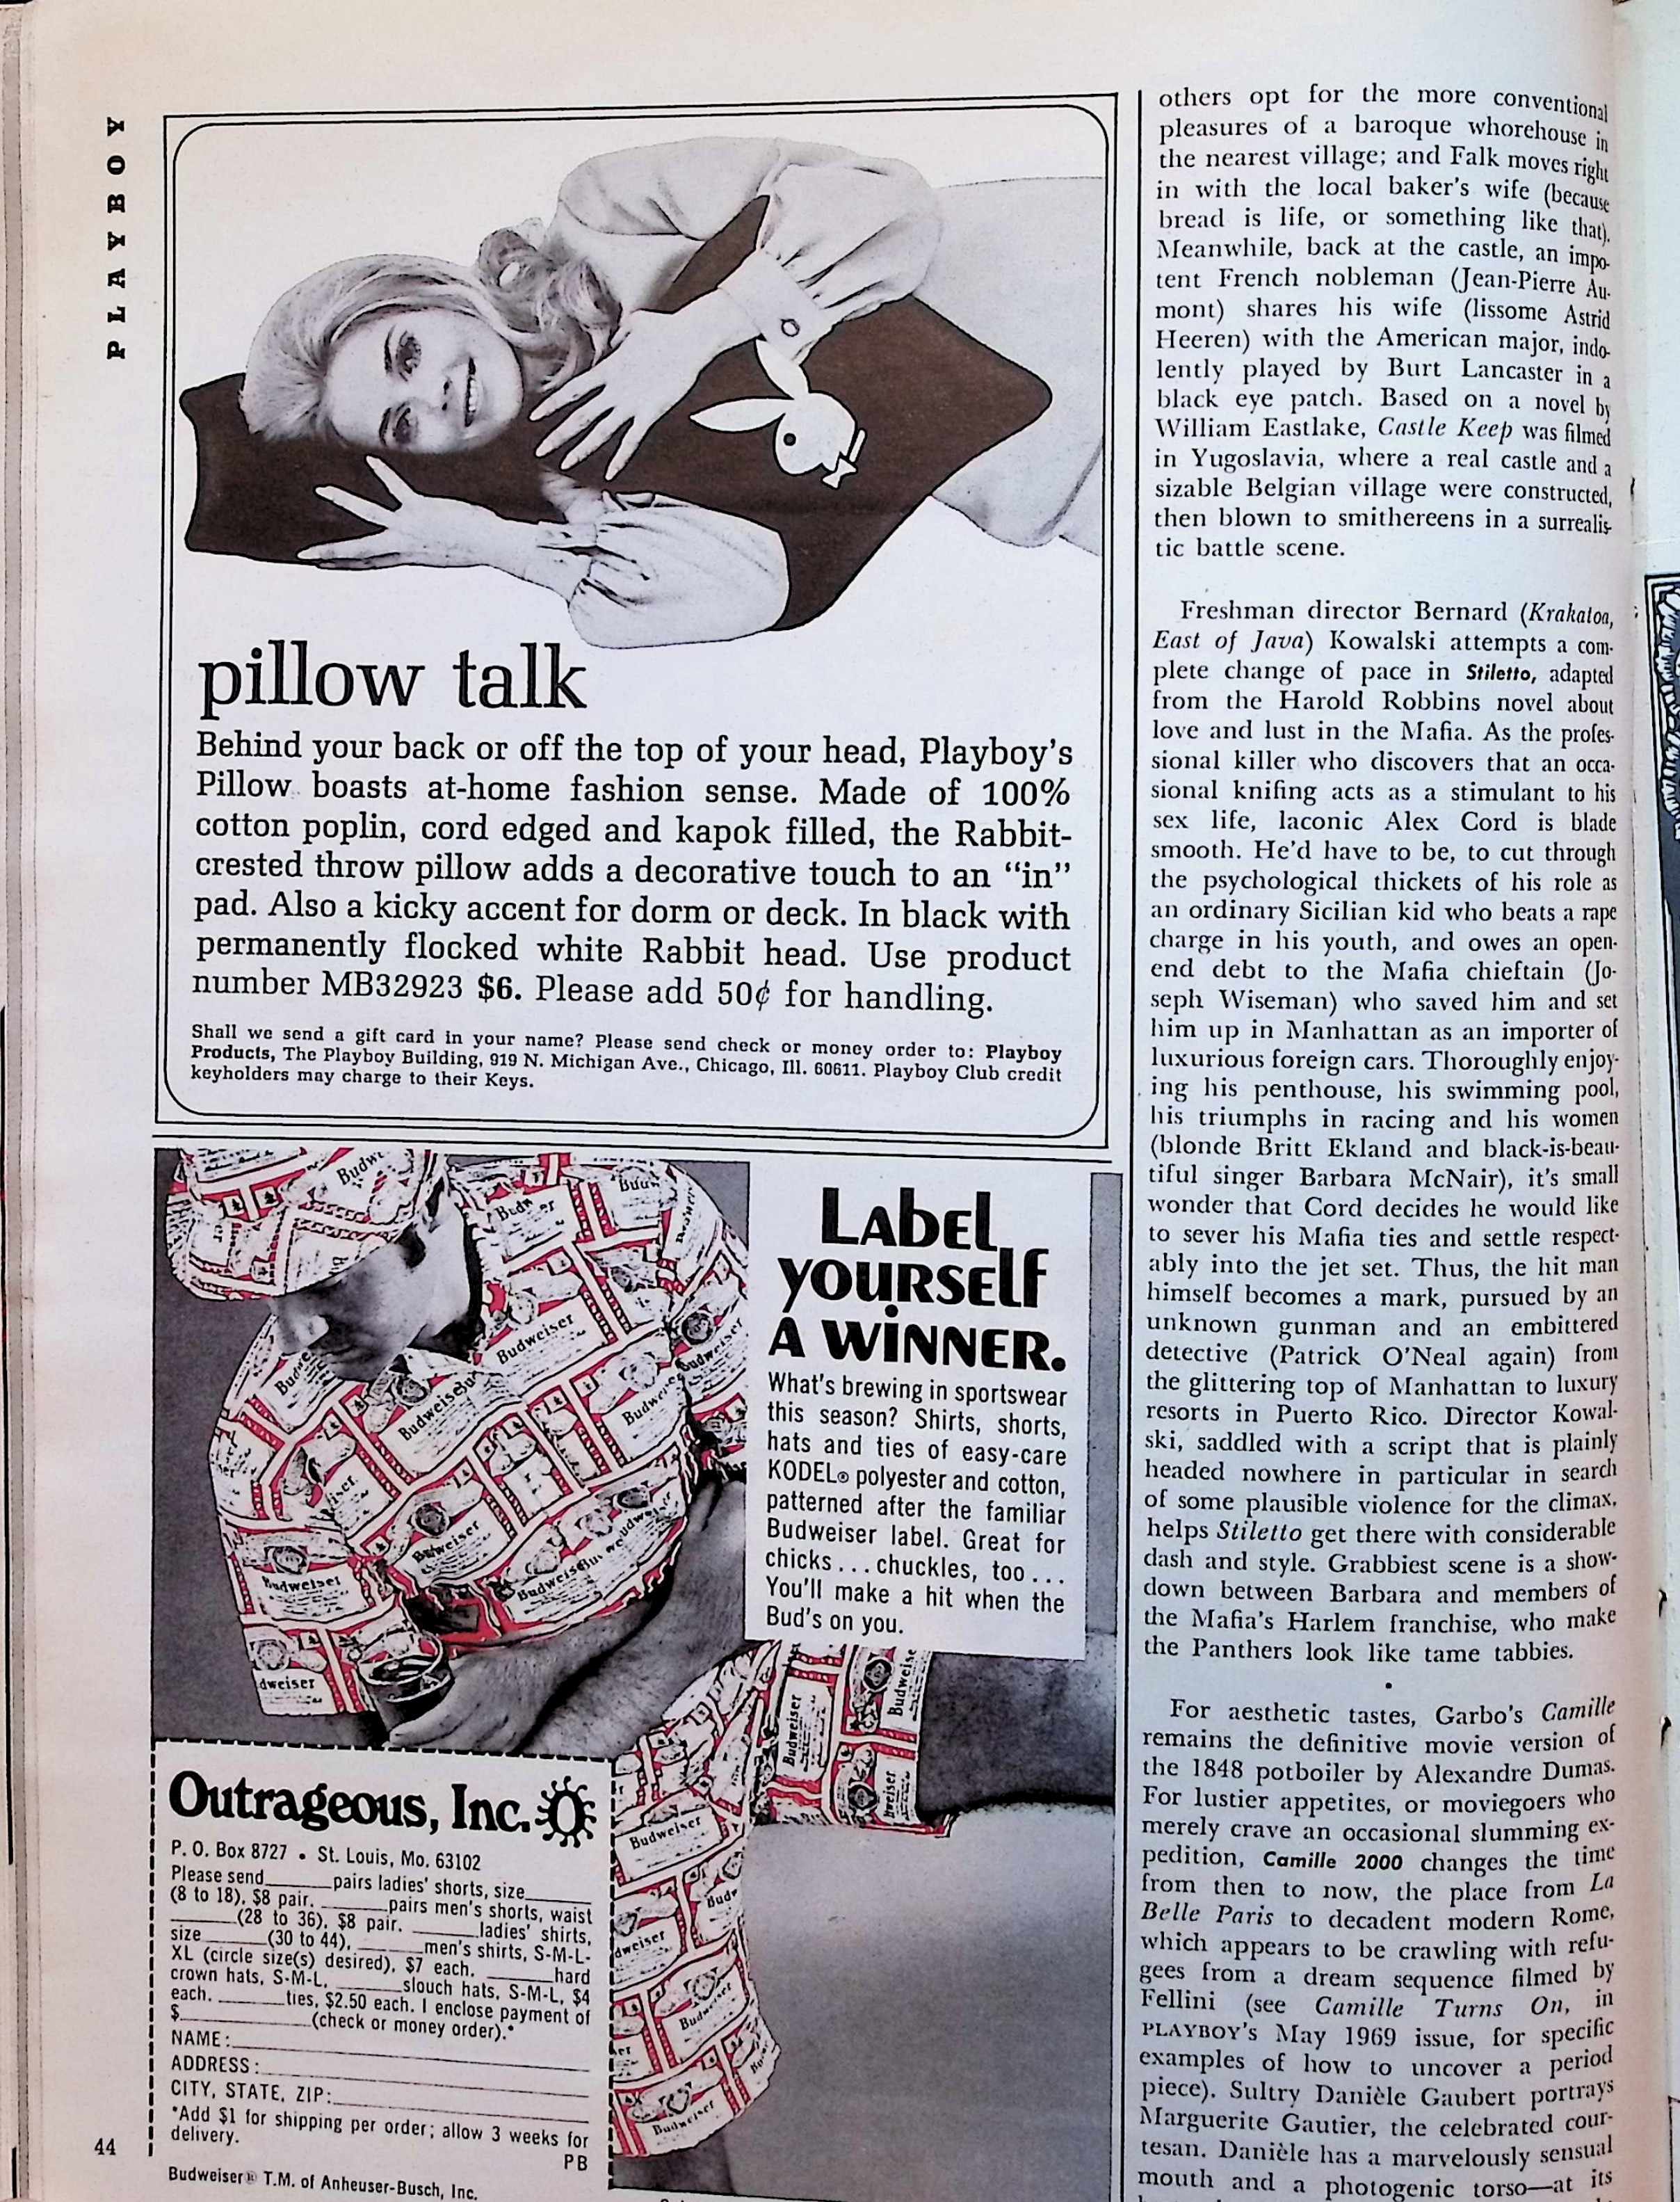 PLAYBOY
pillow talk
Behind your back or off the top of your head, Playboy's
Pillow boasts at-home fashion sense. Made of 100%
cotton poplin, cord edged and kapok filled, the Rabbit-
crested throw pillow adds a decorative touch to an "in"
pad. Also a kicky accent for dorm or deck. In black with
permanently flocked white Rabbit head. Use product
number MB32923 $6. Please add 50¢ for handling.
Shall we send a gift card in your name? Please send check or money order to: Playboy
Products, The Playboy Building, 919 N. Michigan Ave., Chicago, Ill. 60611. Playboy Club credit
keyholders may charge to their Keys.
Label
yourself
a winner.
What's brewing in sportswear
this season? Shirts, shorts,
hats and ties of easy-care
KODEL® polyester and cotton,
patterned after the familiar
Budweiser label. Great for
chicks...chuckles, too...
You'll make a hit when the
Bud's on you.
Budweiser
Budweiser
Budweiser
Budweiser
Budweiser
Budweiser
Budweiser
Budweiser
Outrageous, Inc.
P. O. Box 8727 • St. Louis, Mo. 63102
Please send______pairs ladies' shorts, size______
(8 to 18), $8 pair. ______pairs men's shorts, waist
______(28 to 36), $8 pair. ______ladies' shirts,
size______(30 to 44), ______men's shirts, S-M-L-
XL (circle size(s) desired), $7 each. ______hard
crown hats, S-M-L, ______slouch hats, S-M-L, $4
each. ______ties, $2.50 each. I enclose payment of
$____________(check or money order).*
NAME:
ADDRESS:
CITY, STATE, ZIP:
*Add $1 for shipping per order; allow 3 weeks for
delivery.
PB
Budweiser® T.M. of Anheuser-Busch, Inc.
44
others opt for the more conventional
pleasures of a baroque whorehouse in
the nearest village; and Falk moves right
in with the local baker's wife (because
bread is life, or something like that).
Meanwhile, back at the castle, an impo-
tent French nobleman (Jean-Pierre Au-
mont) shares his wife (lissome Astrid
Heeren) with the American major, indo-
lently played by Burt Lancaster in a
black eye patch. Based on a novel by
William Eastlake, Castle Keep was filmed
in Yugoslavia, where a real castle and a
sizable Belgian village were constructed,
then blown to smithereens in a surrealis-
tic battle scene.
Freshman director Bernard (Krakatoa,
East of Java) Kowalski attempts a com-
plete change of pace in Stiletto, adapted
from the Harold Robbins novel about
love and lust in the Mafia. As the profes-
sional killer who discovers that an occa-
sional knifing acts as a stimulant to his
sex life, laconic Alex Cord is blade
smooth. He'd have to be, to cut through
the psychological thickets of his role as
an ordinary Sicilian kid who beats a rape
charge in his youth, and owes an open-
end debt to the Mafia chieftain (Jo-
seph Wiseman) who saved him and set
him up in Manhattan as an importer of
luxurious foreign cars. Thoroughly enjoy-
ing his penthouse, his swimming pool,
his triumphs in racing and his women
(blonde Britt Ekland and black-is-beau-
tiful singer Barbara McNair), it's small
wonder that Cord decides he would like
to sever his Mafia ties and settle respect-
ably into the jet set. Thus, the hit man
himself becomes a mark, pursued by an
unknown gunman and an embittered
detective (Patrick O'Neal again) from
the glittering top of Manhattan to luxury
resorts in Puerto Rico. Director Kowal-
ski, saddled with a script that is plainly
headed nowhere in particular in search
of some plausible violence for the climax,
helps Stiletto get there with considerable
dash and style. Grabbiest scene is a show-
down between Barbara and members of
the Mafia's Harlem franchise, who make
the Panthers look like tame tabbies.
•
For aesthetic tastes, Garbo's Camille
remains the definitive movie version of
the 1848 potboiler by Alexandre Dumas.
For lustier appetites, or moviegoers who
merely crave an occasional slumming ex-
pedition, Camille 2000 changes the time
from then to now, the place from La
Belle Paris to decadent modern Rome,
which appears to be crawling with refu-
gees from a dream sequence filmed by
Fellini (see Camille Turns On, in
PLAYBOY'S May 1969 issue, for specific
examples of how to uncover a period
piece). Sultry Danièle Gaubert portrays
Marguerite Gautier, the celebrated cour-
tesan. Danièle has a marvelously sensual
mouth and a photogenic torso—at its